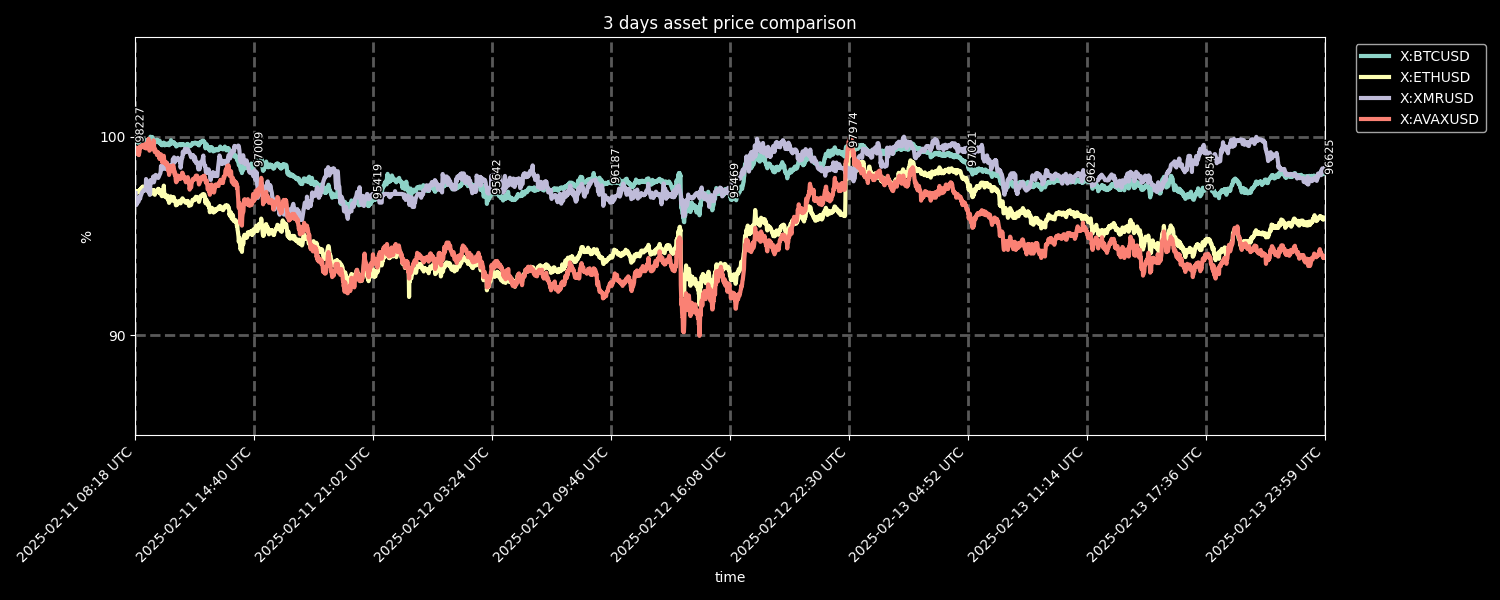 3 days asset price comparison
X:BTCUSD
X:ETHUSD
X:XMRUSD
X:AVAXUSD
%
100
90
98227
97009
95419
95642
96187
95469
97974
97021
96255
95854
96625
2025-02-11 08:18 UTC
2025-02-11 14:40 UTC
2025-02-11 21:02 UTC
2025-02-12 03:24 UTC
2025-02-12 09:46 UTC
2025-02-12 16:08 UTC
2025-02-12 22:30 UTC
2025-02-13 04:52 UTC
2025-02-13 11:14 UTC
2025-02-13 17:36 UTC
2025-02-13 23:59 UTC
time